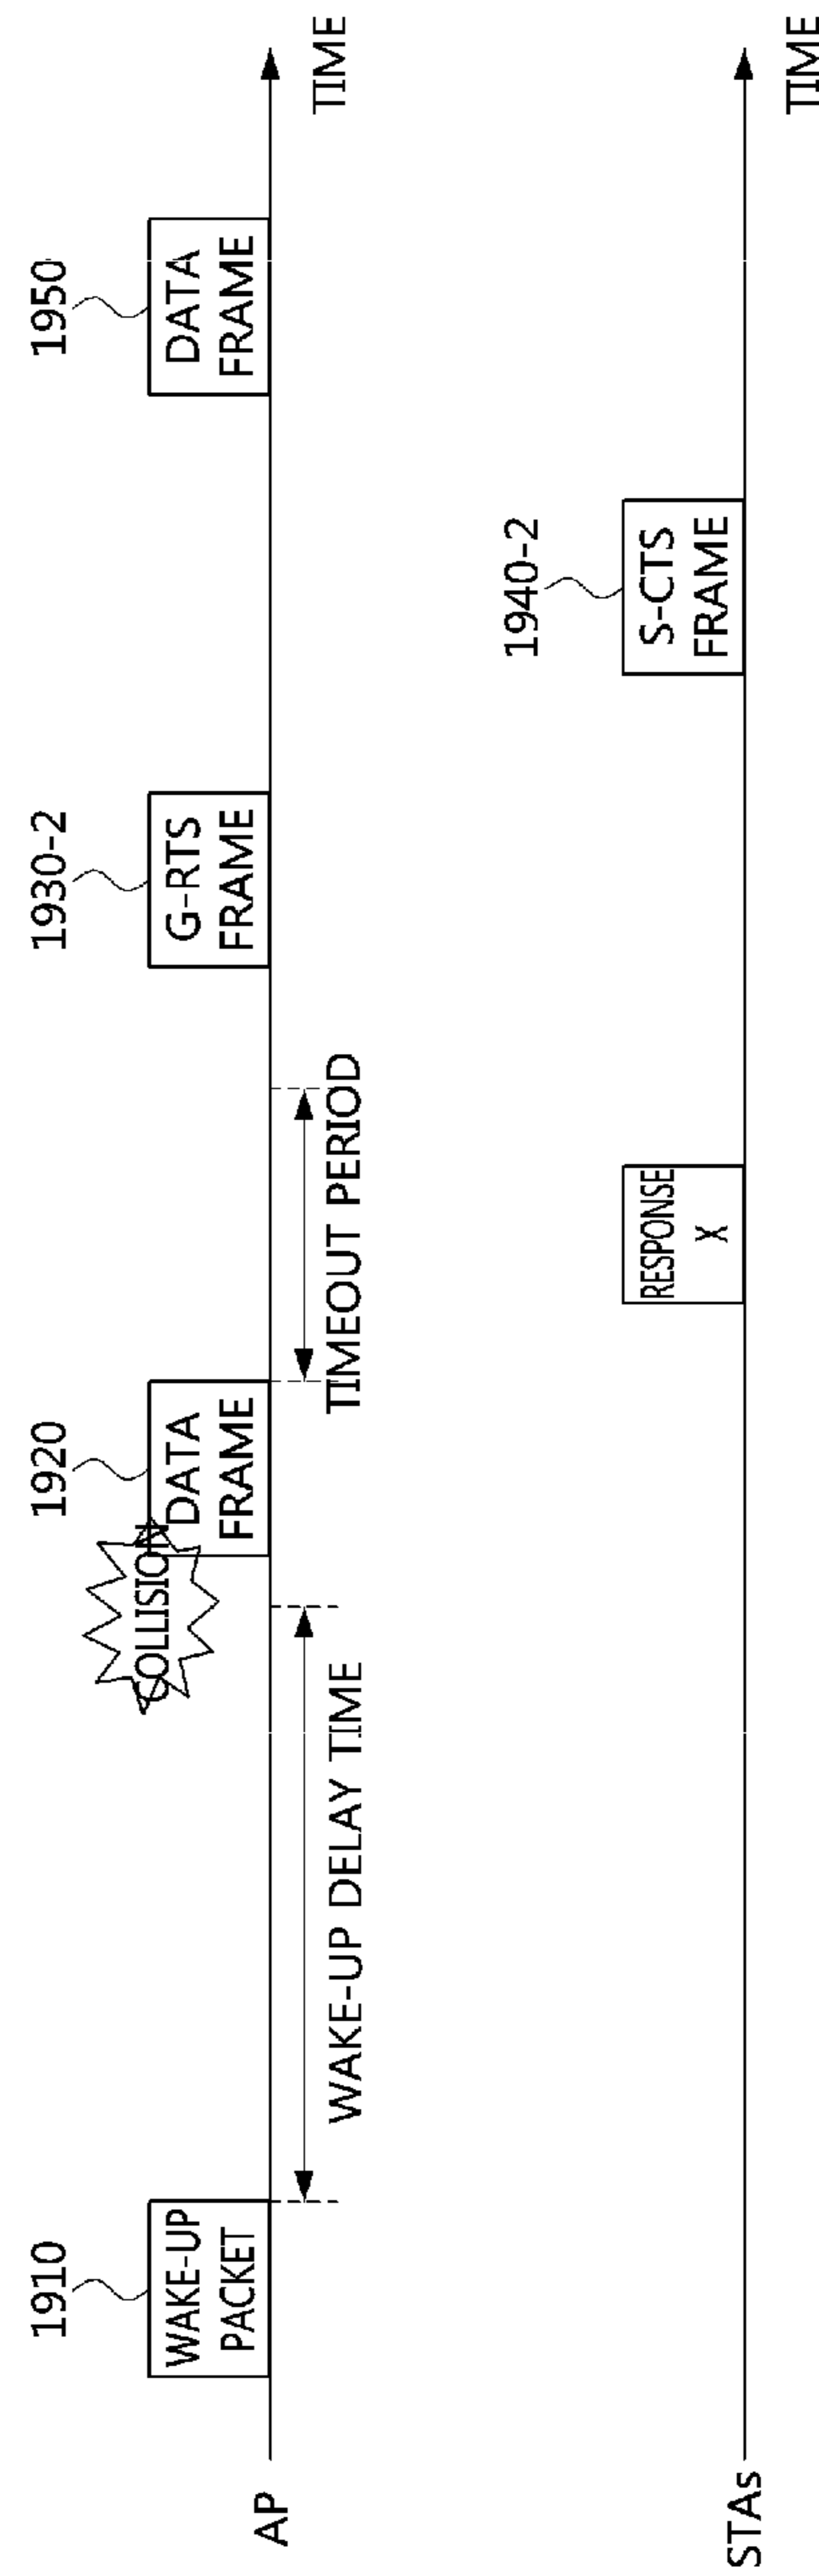 1910
1920
1930-2
1950
WAKE-UP
PACKET
COLLISION
DATA
FRAME
G-RTS
FRAME
DATA
FRAME
AP
WAKE-UP DELAY TIME
TIMEOUT PERIOD
TIME
1940-2
RESPONSE
X
S-CTS
FRAME
STAs
TIME